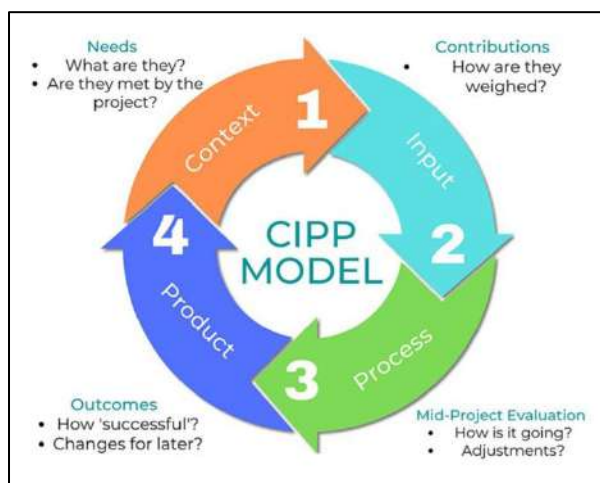 Needs
• What are they?
• Are they met by the
project?
Contributions
• How are they
weighed?
1
Context
Input
2
4
CIPP
MODEL
Product
3
Process
Outcomes
• How 'successful'?
• Changes for later?
Mid-Project Evaluation
• How is it going?
• Adjustments?